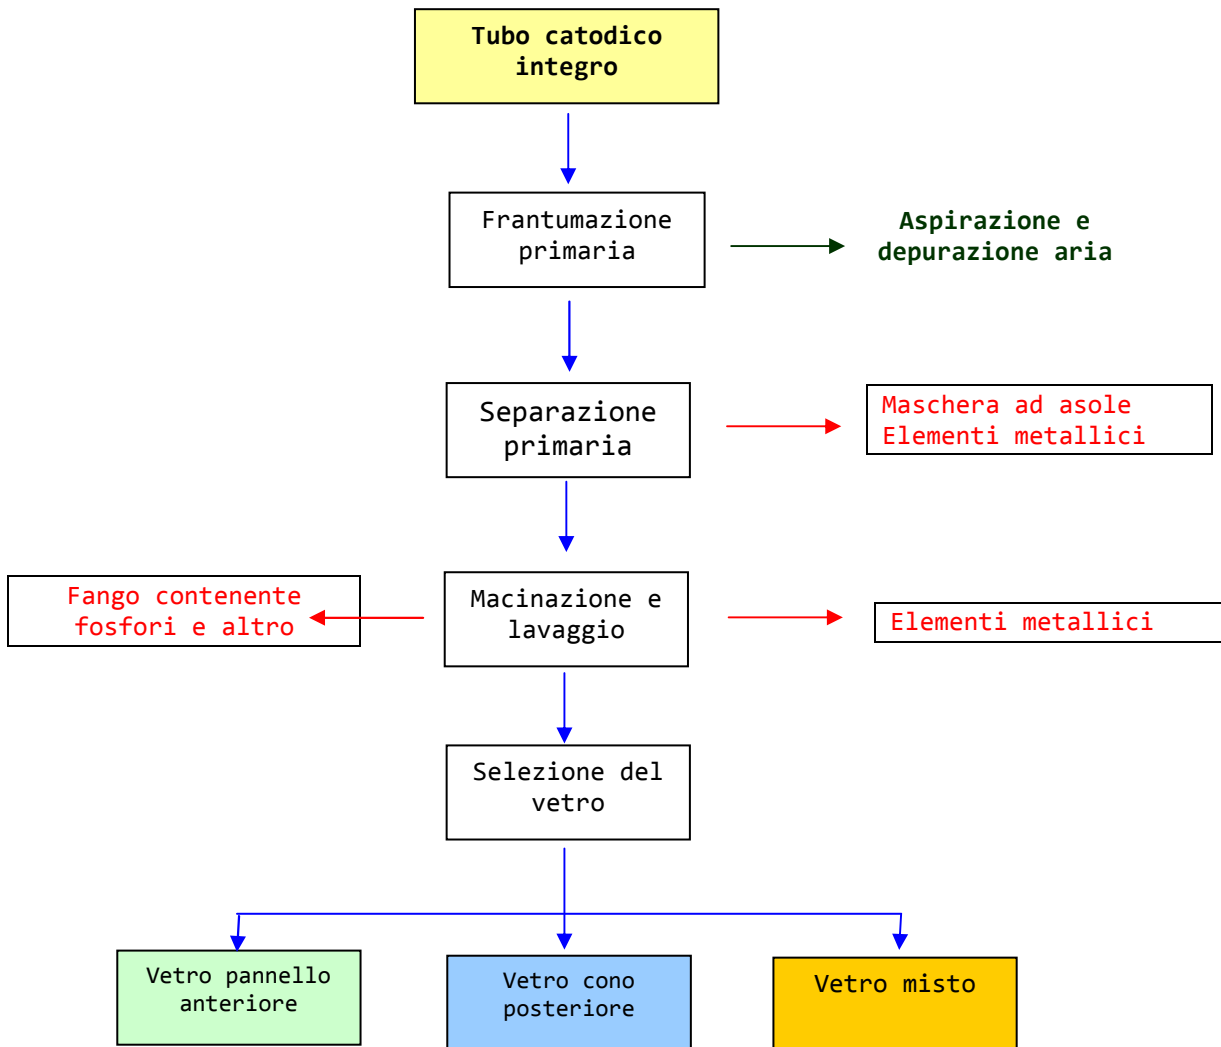 Tubo catodico
integro
Frantumazione
primaria
Aspirazione e
depurazione aria
Separazione
primaria
Maschera ad asole
Elementi metallici
Fango contenente
fosfori e altro
Macinazione e
lavaggio
Elementi metallici
Selezione del
vetro
Vetro pannello
anteriore
Vetro cono
posteriore
Vetro misto